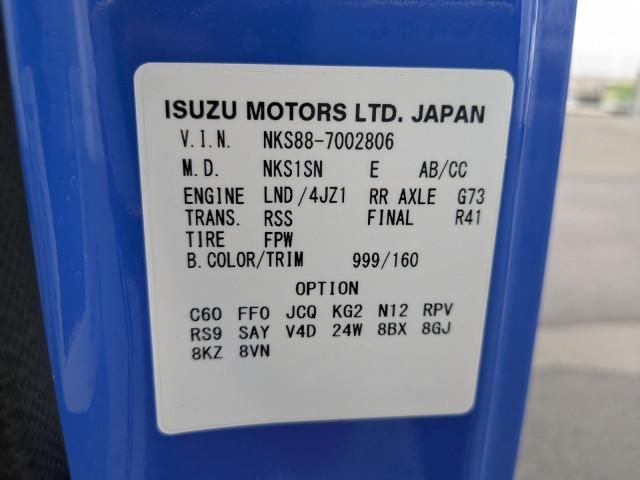 ISUZU MOTORS LTD. JAPAN
V.I.N. NKS88-7002806
M.D. NKS1SN E AB/CC
ENGINE LND/4JZ1 RR AXLE G73
TRANS. RSS FINAL R41
TIRE FPW
B.COLOR/TRIM 999/160
OPTION
C60 FF0 JCQ KG2 N12 RPV
RS9 SAY V4D 24W 8BX 8GJ
8KZ 8VN